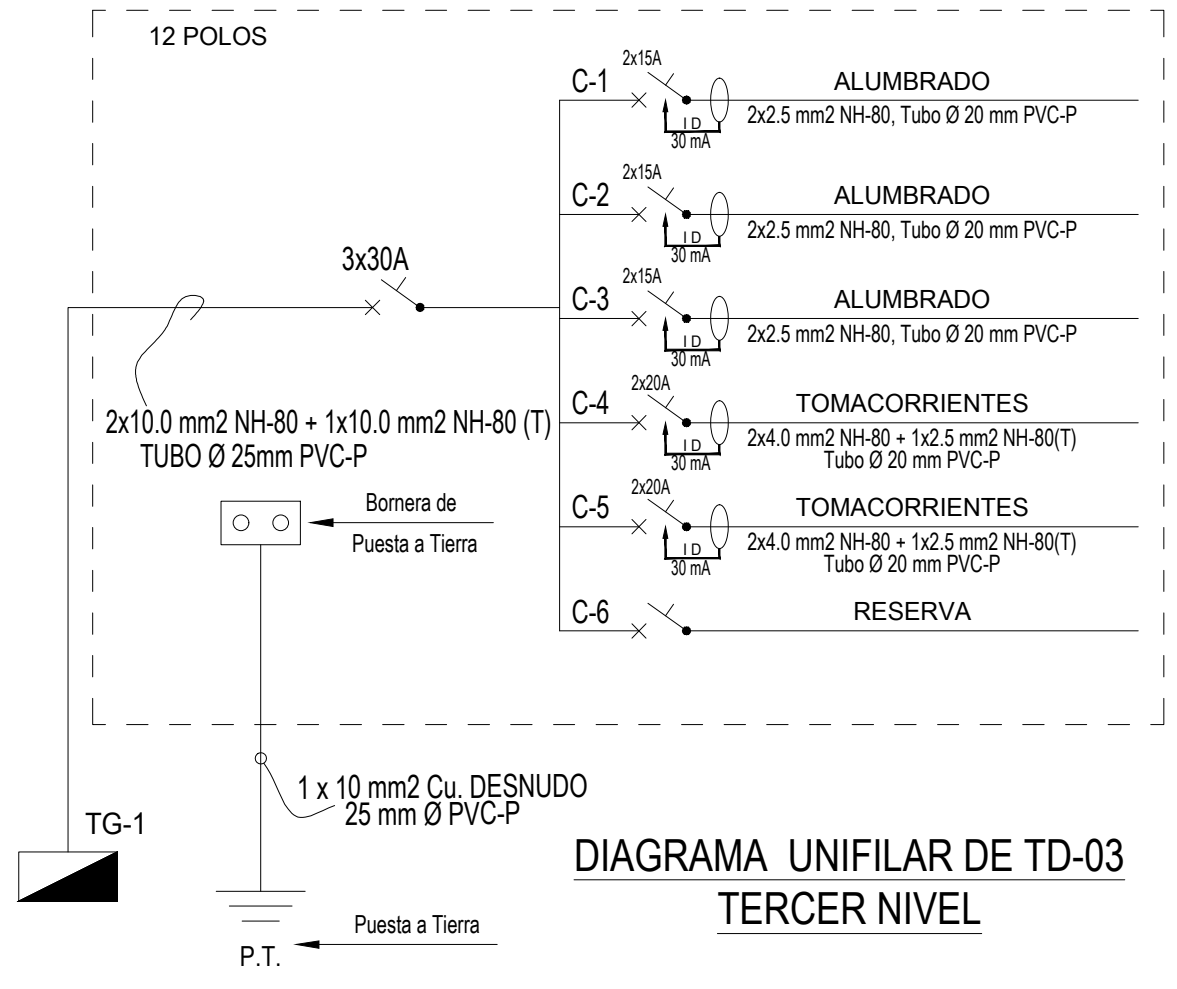 12 POLOS
2x15A
C-1
ALUMBRADO
I D
30 mA
2x2.5 mm2 NH-80, Tubo Ø 20 mm PVC-P
2x15A
C-2
ALUMBRADO
I D
30 mA
2x2.5 mm2 NH-80, Tubo Ø 20 mm PVC-P
3x30A
2x15A
C-3
ALUMBRADO
I D
30 mA
2x2.5 mm2 NH-80, Tubo Ø 20 mm PVC-P
2x20A
C-4
TOMACORRIENTES
I D
30 mA
2x4.0 mm2 NH-80 + 1x2.5 mm2 NH-80(T)
Tubo Ø 20 mm PVC-P
2x10.0 mm2 NH-80 + 1x10.0 mm2 NH-80 (T)
TUBO Ø 25mm PVC-P
2x20A
C-5
TOMACORRIENTES
I D
30 mA
2x4.0 mm2 NH-80 + 1x2.5 mm2 NH-80(T)
Tubo Ø 20 mm PVC-P
Bornera de
Puesta a Tierra
C-6
RESERVA
1 x 10 mm2 Cu. DESNUDO
25 mm Ø PVC-P
TG-1
DIAGRAMA UNIFILAR DE TD-03
TERCER NIVEL
Puesta a Tierra
P.T.